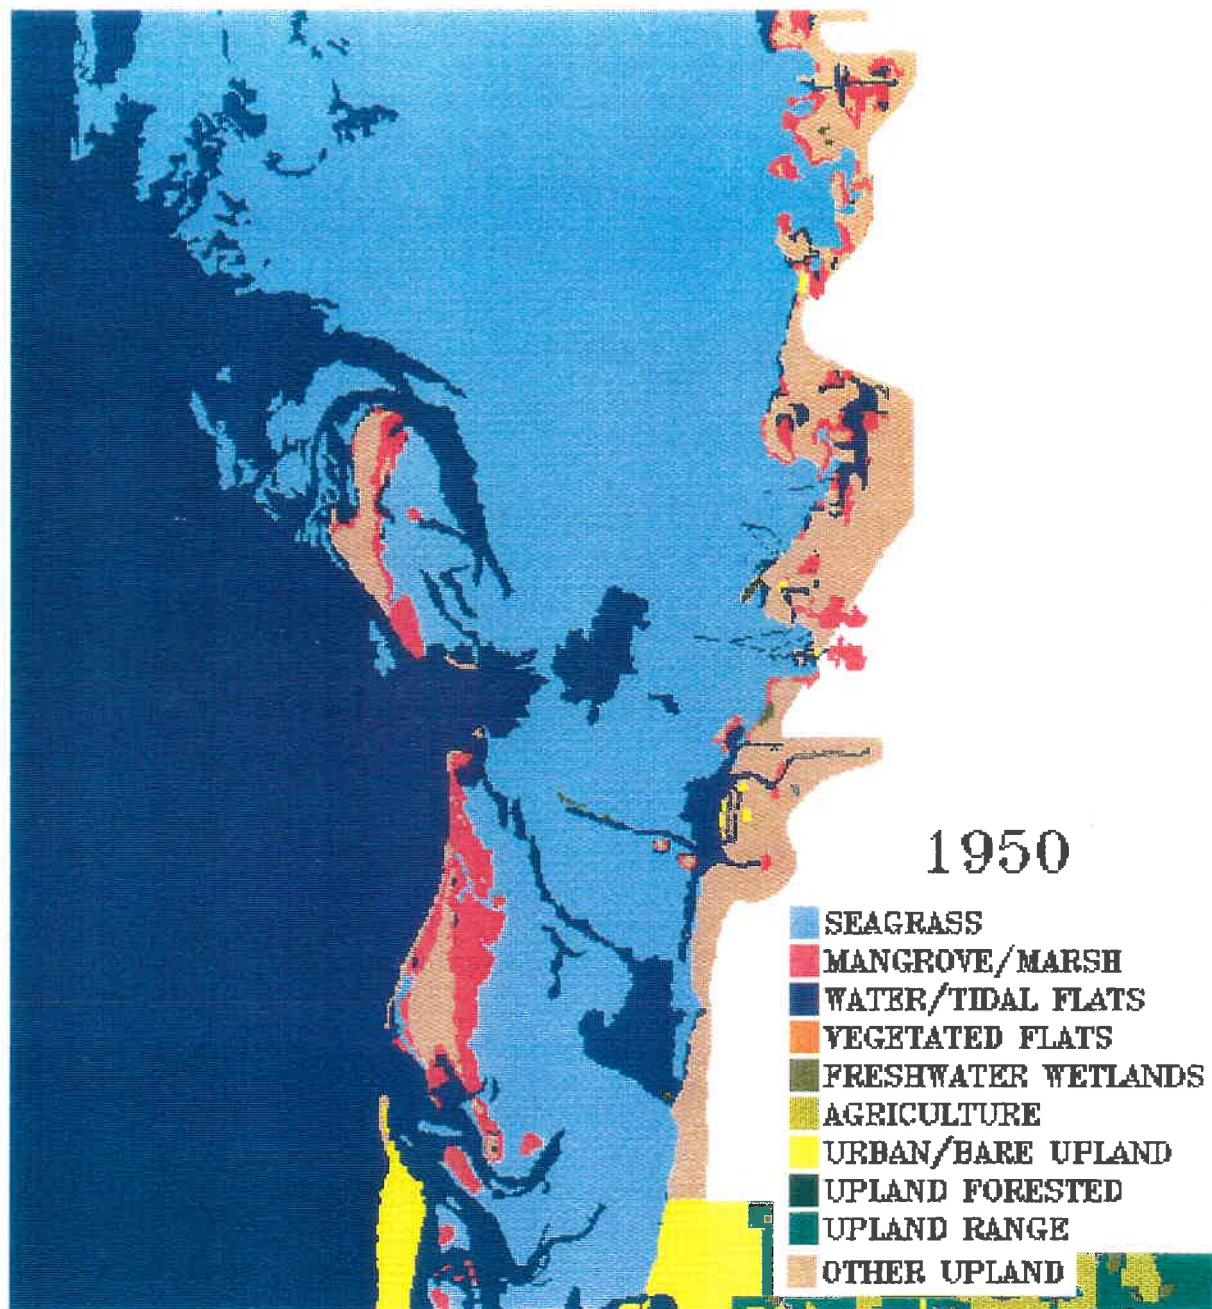 1950
SEAGRASS
MANGROVE/MARSH
WATER/TIDAL FLATS
VEGETATED FLATS
FRESHWATER WETLANDS
AGRICULTURE
URBAN/BARE UPLAND
UPLAND FORESTED
UPLAND RANGE
OTHER UPLAND